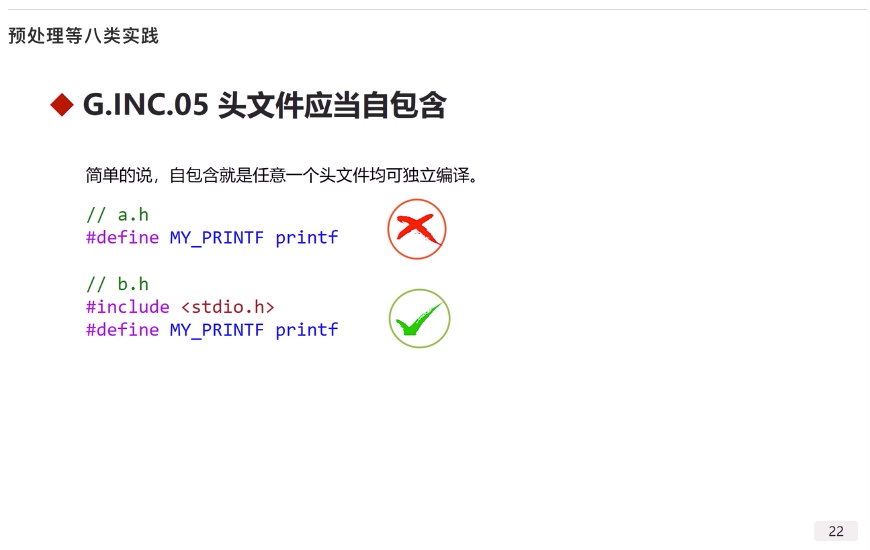 预处理等八类实践
G.INC.05 头文件应当自包含
简单的说，自包含就是任意一个头文件均可独立编译。
// a.h
#define MY_PRINTF printf
// b.h
#include <stdio.h>
#define MY_PRINTF printf
22